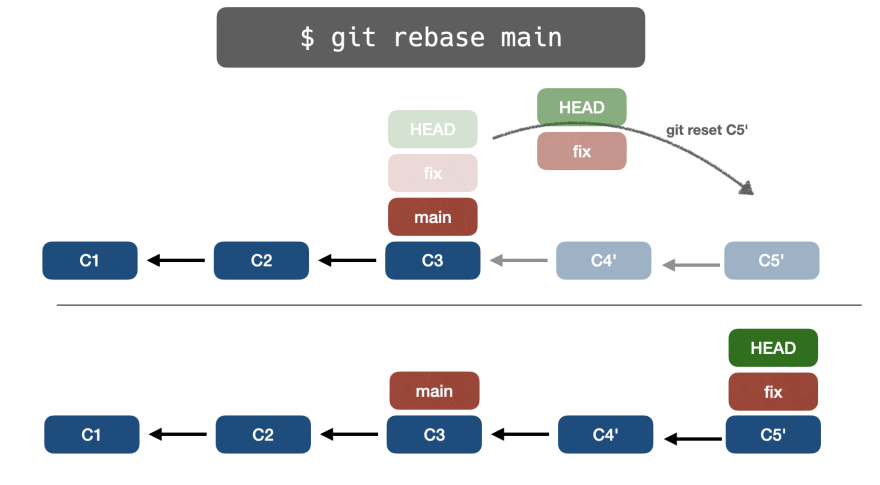 $ git rebase main
HEAD
HEAD
git reset C5'
fix
fix
main
C1
C2
C3
C4'
C5'
HEAD
main
fix
C1
C2
C3
C4'
C5'